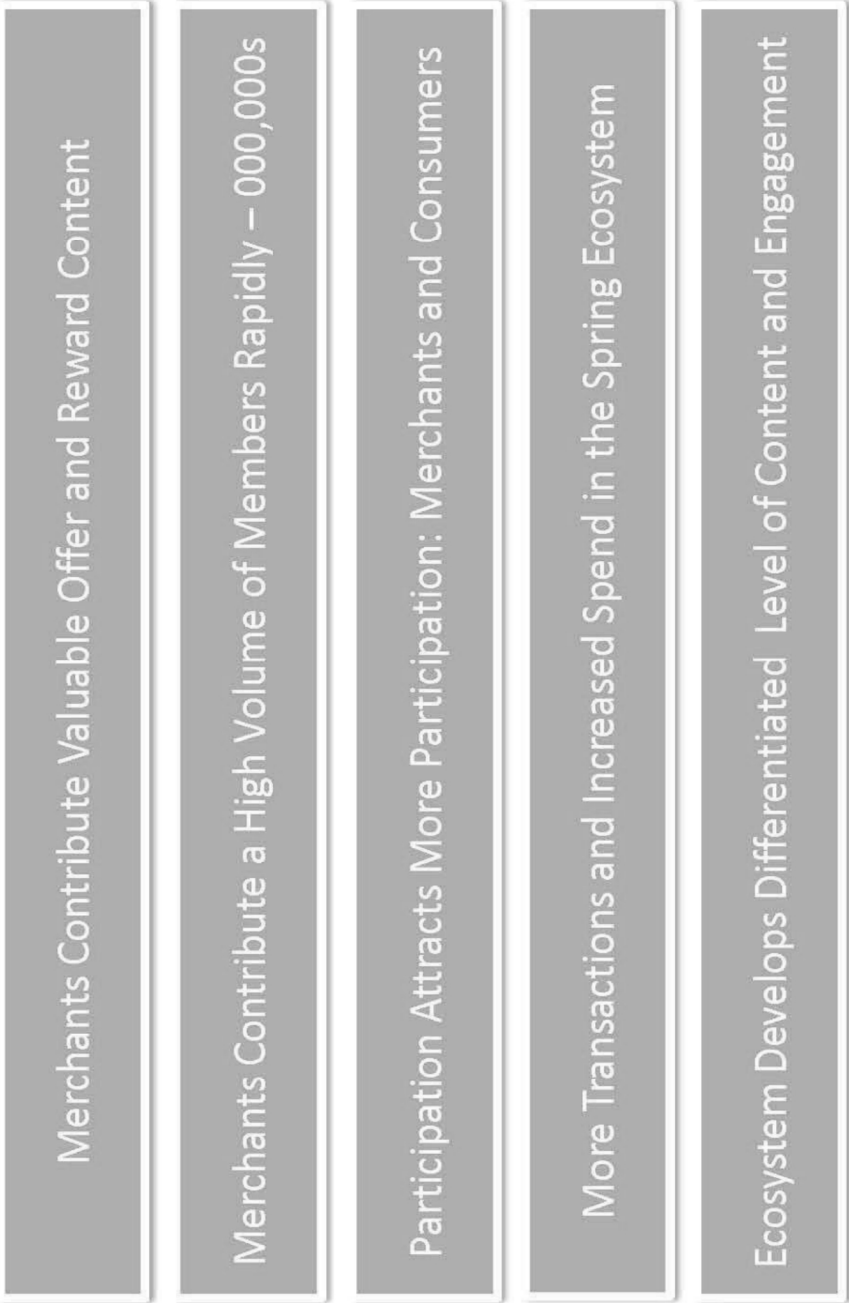 Merchants Contribute Valuable Offer and Reward Content
Merchants Contribute a High Volume of Members Rapidly – 000,000s
Participation Attracts More Participation: Merchants and Consumers
More Transactions and Increased Spend in the Spring Ecosystem
Ecosystem Develops Differentiated Level of Content and Engagement